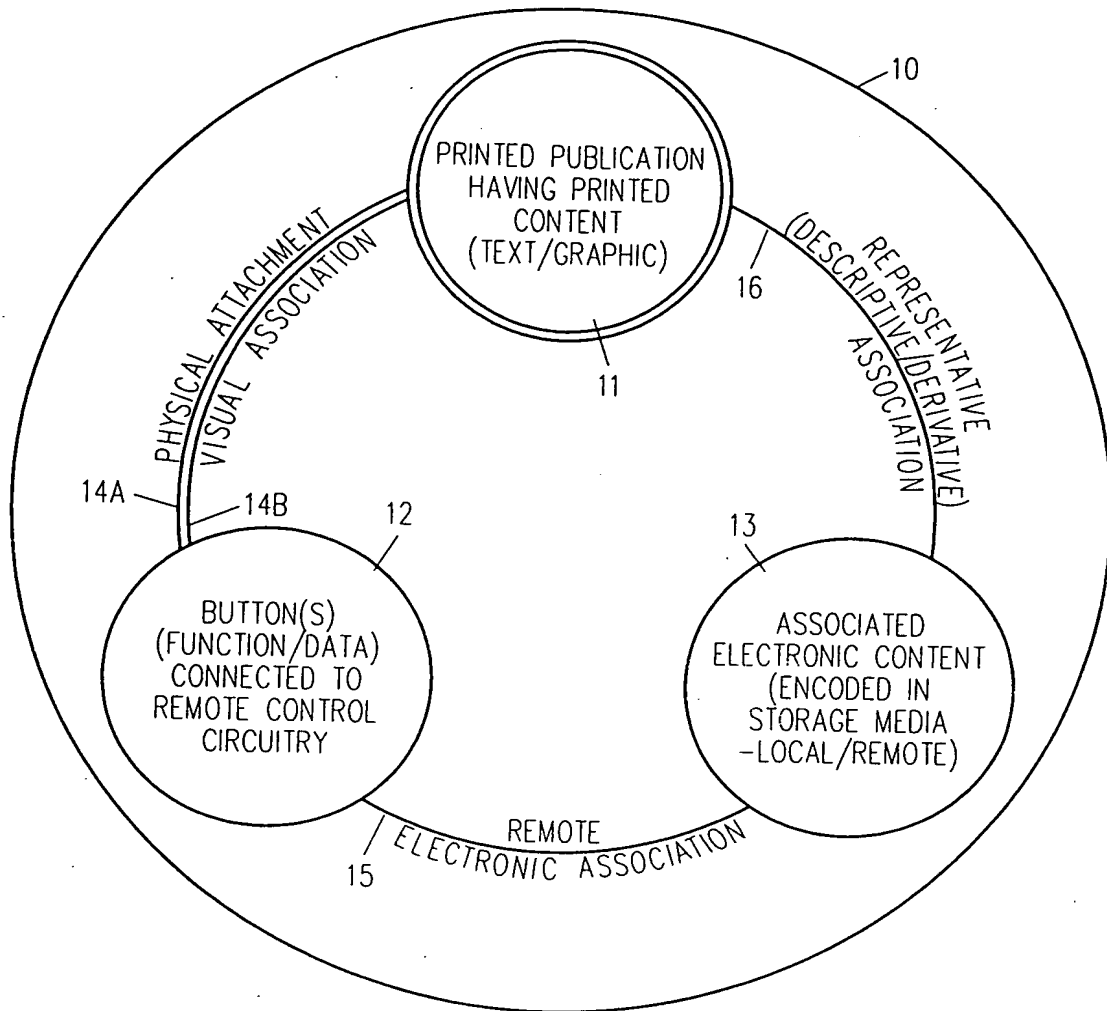 10
PRINTED PUBLICATION
HAVING PRINTED
CONTENT
(TEXT/GRAPHIC)
11
PHYSICAL ATTACHMENT
VISUAL ASSOCIATION
14A
14B
16
REPRESENTATIVE
(DESCRIPTIVE/DERIVATIVE)
ASSOCIATION
12
BUTTON(S)
(FUNCTION/DATA)
CONNECTED TO
REMOTE CONTROL
CIRCUITRY
13
ASSOCIATED
ELECTRONIC CONTENT
(ENCODED IN
STORAGE MEDIA
-LOCAL/REMOTE)
15
REMOTE
ELECTRONIC ASSOCIATION